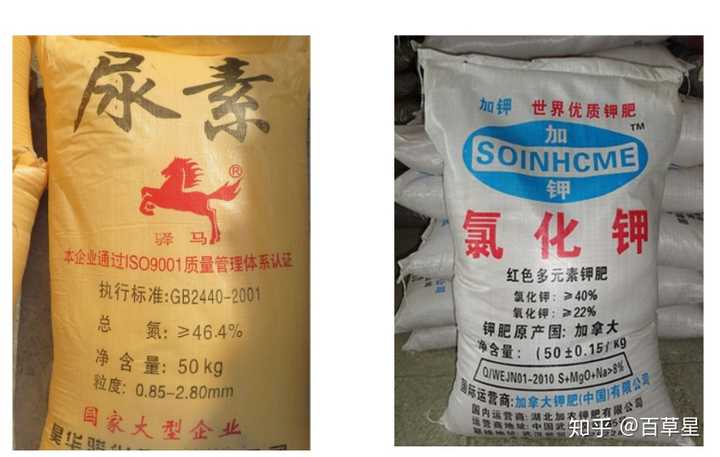 尿素
®
驿马
本企业通过ISO9001质量管理体系认证
执行标准:GB2440-2001
总 氮: ≥46.4%
净含量: 50kg
粒度: 0.85-2.80mm
国家大型企业
加钾 世界优质钾肥
TM
加
SOINHCME
钾
氯化钾
红色多元素钾肥
氯化钾: ≥40%
氧化钾: ≥22%
钾肥原产国: 加拿大
净含量: (50±0.15)kg
Q/WEJN01-2010 S+MgO+Na>8%
国际运营商:加拿大钾肥(中国)有限公司
国内运营商: 湖北加农钾肥有限公司
知乎 @百草星